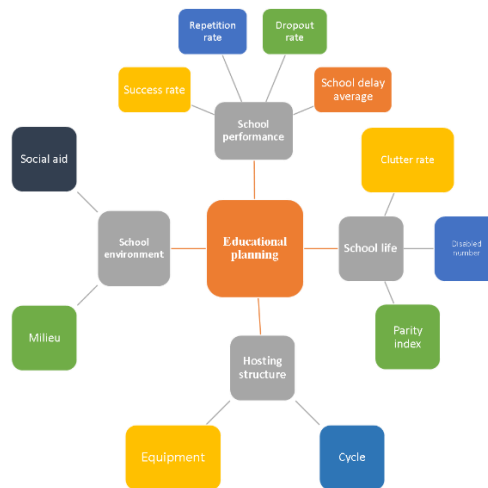 Repetition
rate
Dropout
rate
Success rate
School delay
average
School
performance
Social aid
Clutter rate
School
environment
Educational
planning
School life
Disabled
number
Milieu
Parity
index
Hosting
structure
Equipment
Cycle